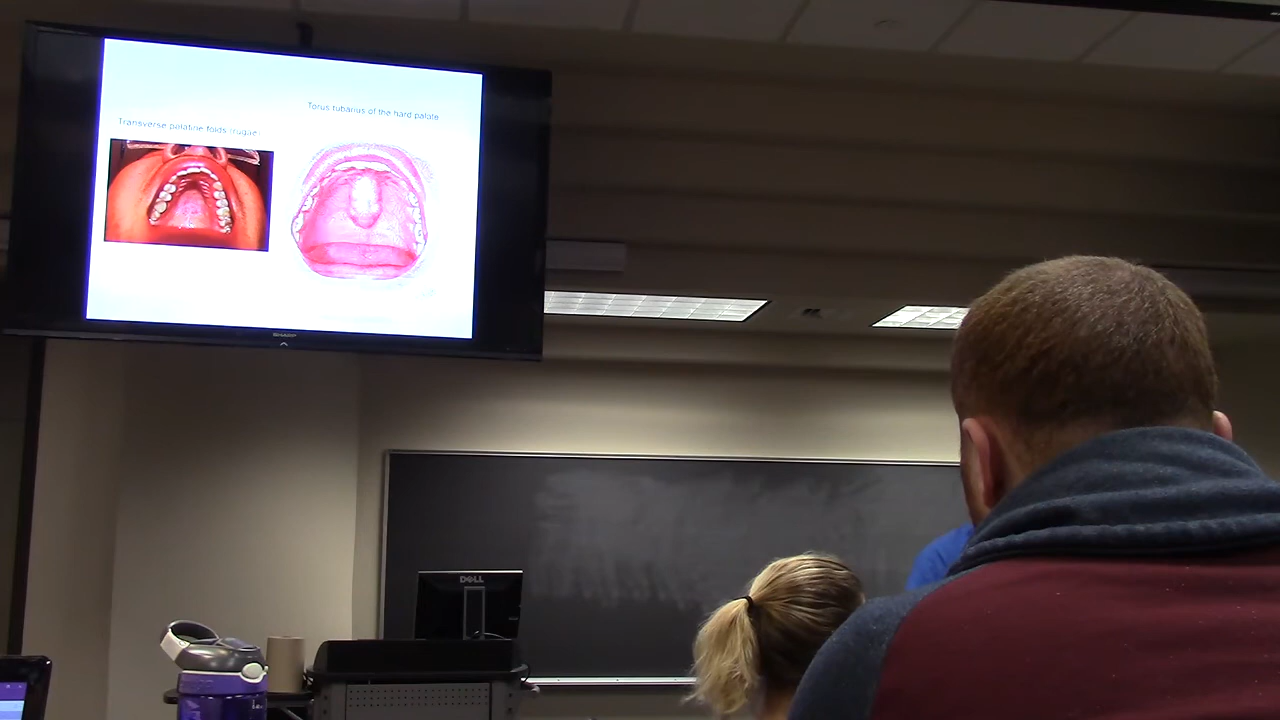 Torus tubarius of the hard palate
Transverse palatine folds (rugae)
SHARP
DELL